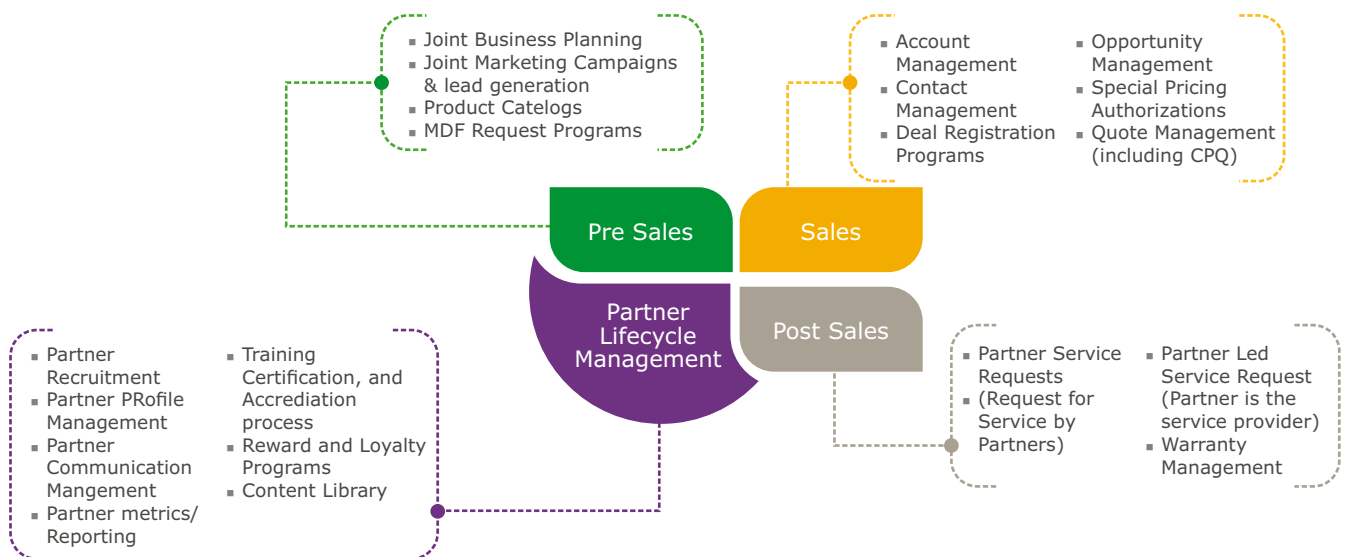 Joint Business Planning
Joint Marketing Campaigns
& lead generation
Product Catelogs
MDF Request Programs
Account
Management
Contact
Management
Deal Registration
Programs
Opportunity
Management
Special Pricing
Authorizations
Quote Management
(including CPQ)
Pre Sales
Sales
Partner
Lifecycle
Management
Post Sales
Partner
Recruitment
Partner PRofile
Management
Partner
Communication
Mangement
Partner metrics/
Reporting
Training
Certification, and
Accrediation
process
Reward and Loyalty
Programs
Content Library
Partner Service
Requests
(Request for
Service by
Partners)
Partner Led
Service Request
(Partner is the
service provider)
Warranty
Management